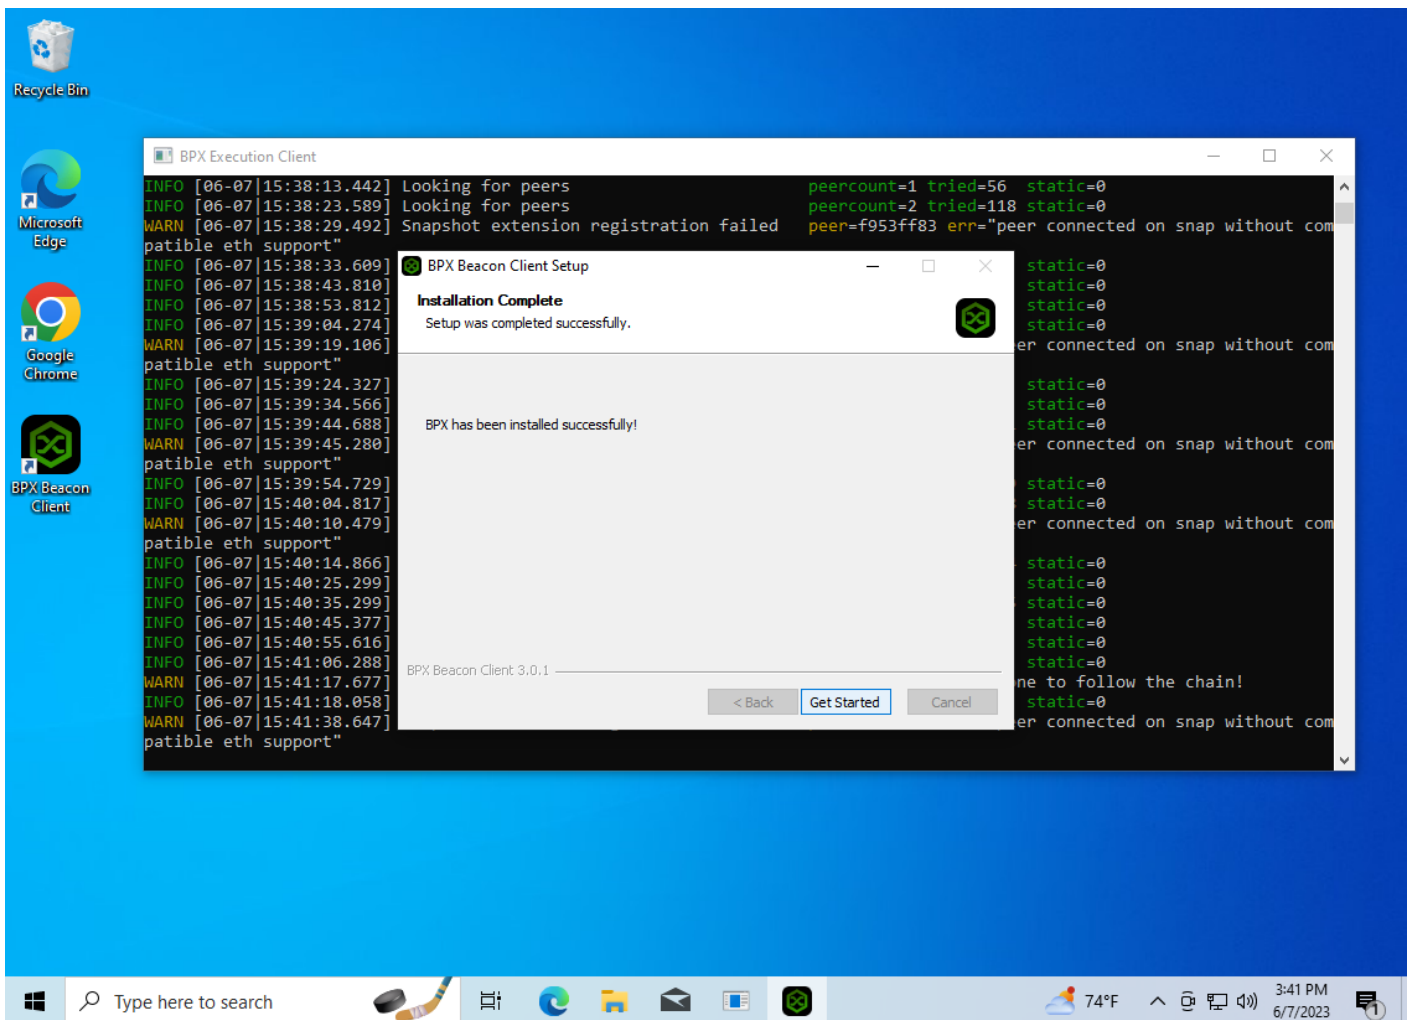 Recycle Bin
Microsoft
Edge
Google
Chrome
BPX Beacon
Client
BPX Execution Client
INFO [06-07|15:38:13.442] Looking for peers peercount=1 tried=56 static=0
INFO [06-07|15:38:23.589] Looking for peers peercount=2 tried=118 static=0
WARN [06-07|15:38:29.492] Snapshot extension registration failed peer=f953ff83 err="peer connected on snap without com
patible eth support"
INFO [06-07|15:38:33.609] static=0
INFO [06-07|15:38:43.810] static=0
INFO [06-07|15:38:53.812] static=0
INFO [06-07|15:39:04.274] static=0
WARN [06-07|15:39:19.106] er connected on snap without com
patible eth support"
INFO [06-07|15:39:24.327] static=0
INFO [06-07|15:39:34.566] static=0
INFO [06-07|15:39:44.688] static=0
WARN [06-07|15:39:45.280] er connected on snap without com
patible eth support"
INFO [06-07|15:39:54.729] static=0
INFO [06-07|15:40:04.817] static=0
WARN [06-07|15:40:10.479] er connected on snap without com
patible eth support"
INFO [06-07|15:40:14.866] static=0
INFO [06-07|15:40:25.299] static=0
INFO [06-07|15:40:35.299] static=0
INFO [06-07|15:40:45.377] static=0
INFO [06-07|15:40:55.616] static=0
INFO [06-07|15:41:06.288] static=0
WARN [06-07|15:41:17.677] ne to follow the chain!
INFO [06-07|15:41:18.058] static=0
WARN [06-07|15:41:38.647] er connected on snap without com
patible eth support"
BPX Beacon Client Setup
Installation Complete
Setup was completed successfully.
BPX has been installed successfully!
BPX Beacon Client 3.0.1
< Back Get Started Cancel
Type here to search
74°F
3:41 PM
6/7/2023
1